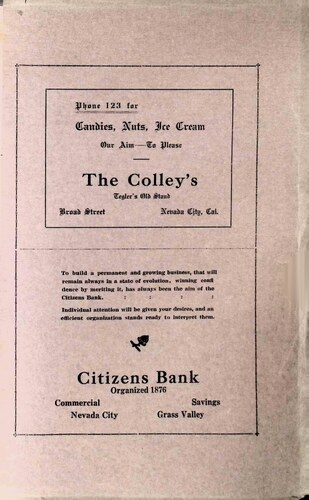 Phone 123 for
Candies, Nuts, Ice Cream
Our Aim—To Please
The Colley's
Tegler's Old Stand
Broad Street Nevada City, Cal.
To build a permanent and growing business, that will
remain always in a state of evolution, winning confi
dence by meriting it, has always been the aim of the
Citizens Bank. : : : :
Individual attention will be given your desires, and an
efficient organization stands ready to interpret them.
Citizens Bank
Organized 1876
Commercial Savings
Nevada City Grass Valley